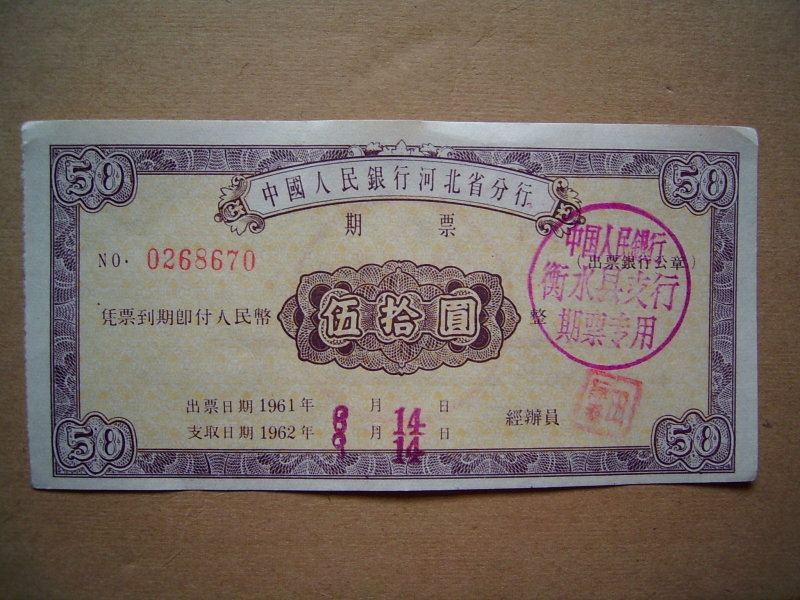 50
50
中國人民銀行河北省分行
期票
NO. 0268670
中国人民銀行
(出票銀行公章)
衡水县支行
期票专用
凭票到期卽付人民幣
伍拾圓
整
出票日期 1961 年 8 月 14 日
支取日期 1962 年 8 月 14 日
經辦員
田
50
50